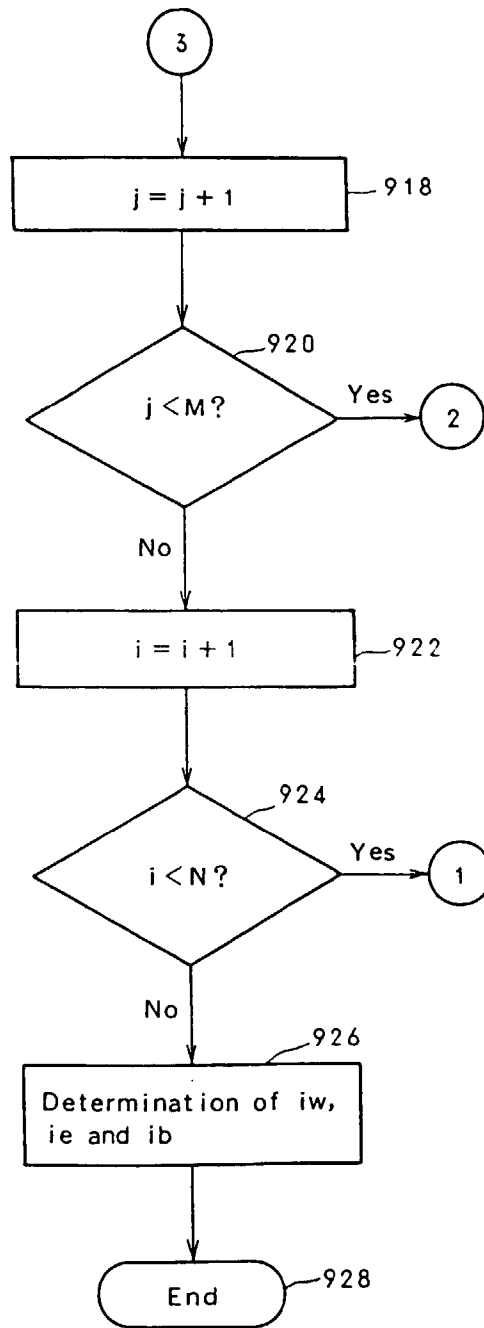 3
j = j + 1
918
920
j < M?
Yes
2
No
i = i + 1
922
924
i < N?
Yes
1
No
926
Determination of iw,
ie and ib
End
928